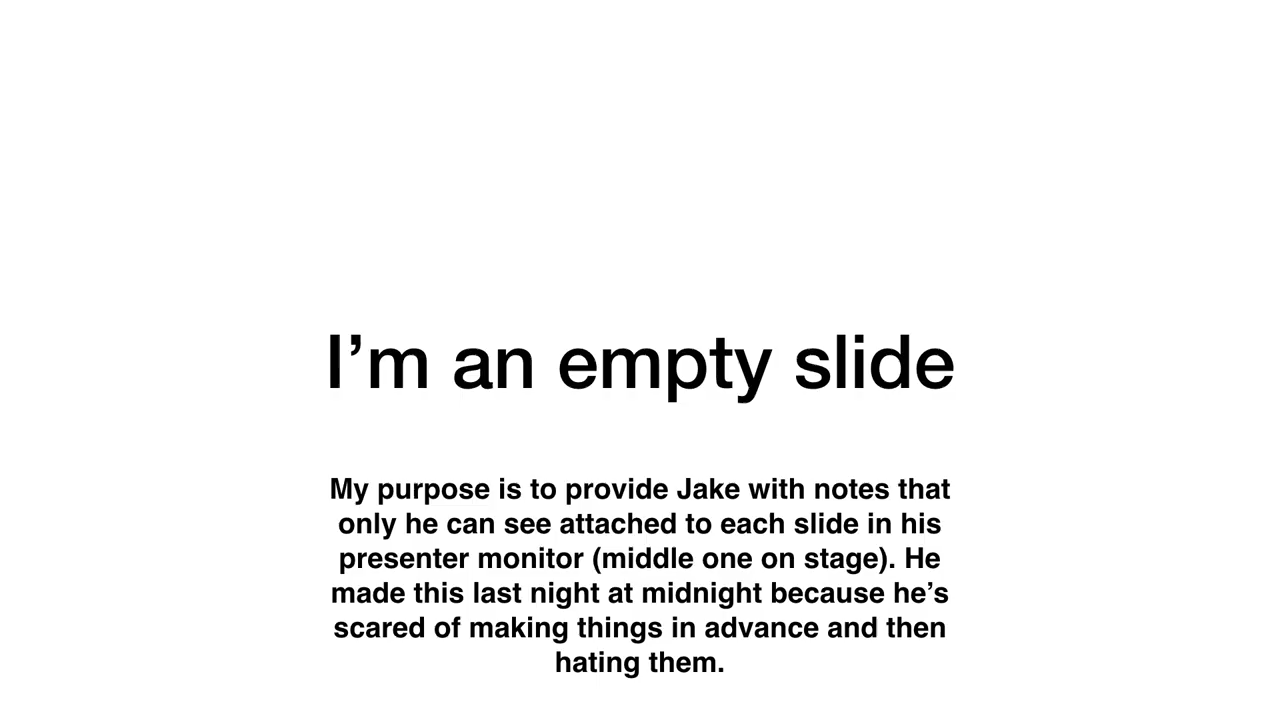 I’m an empty slide
My purpose is to provide Jake with notes that
only he can see attached to each slide in his
presenter monitor (middle one on stage). He
made this last night at midnight because he’s
scared of making things in advance and then
hating them.